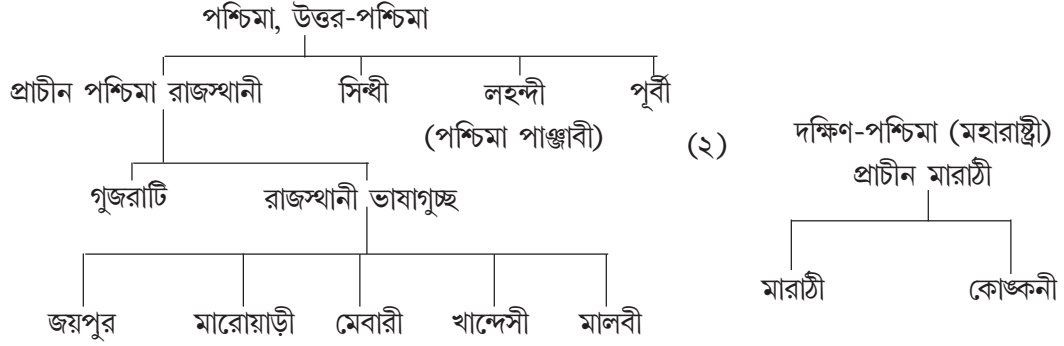 পশ্চিমা, উত্তর-পশ্চিমা
প্রাচীন পশ্চিমা রাজস্থানী সিন্ধী লহন্দী পূর্বী
(পশ্চিমা পাঞ্জাবী)
গুজরাটি রাজস্থানী ভাষাগুচ্ছ
জয়পুর মারোয়াড়ী মেবারী খান্দেসী মালবী
(২) দক্ষিণ-পশ্চিমা (মহারাষ্ট্রী)
প্রাচীন মারাঠী
মারাঠী কোঙ্কনী